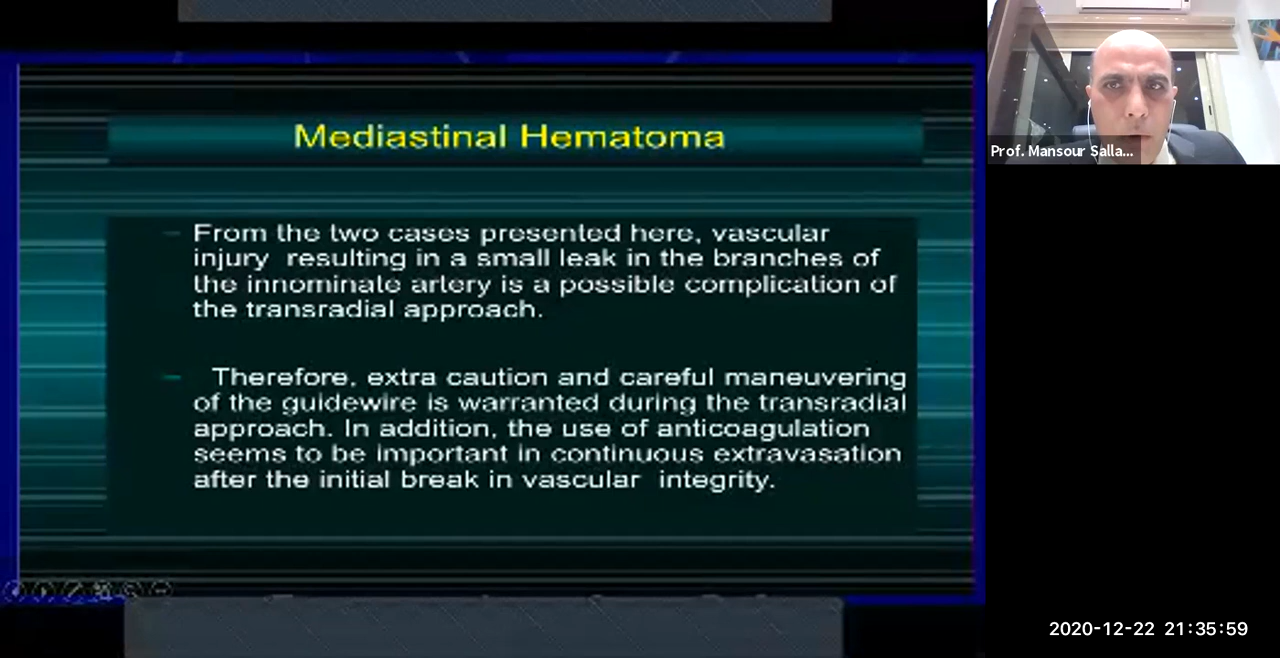 Mediastinal Hematoma
– From the two cases presented here, vascular
injury resulting in a small leak in the branches of
the innominate artery is a possible complication of
the transradial approach.
– Therefore, extra caution and careful maneuvering
of the guidewire is warranted during the transradial
approach. In addition, the use of anticoagulation
seems to be important in continuous extravasation
after the initial break in vascular integrity.
Prof. Mansour Salla...
2020-12-22 21:35:59